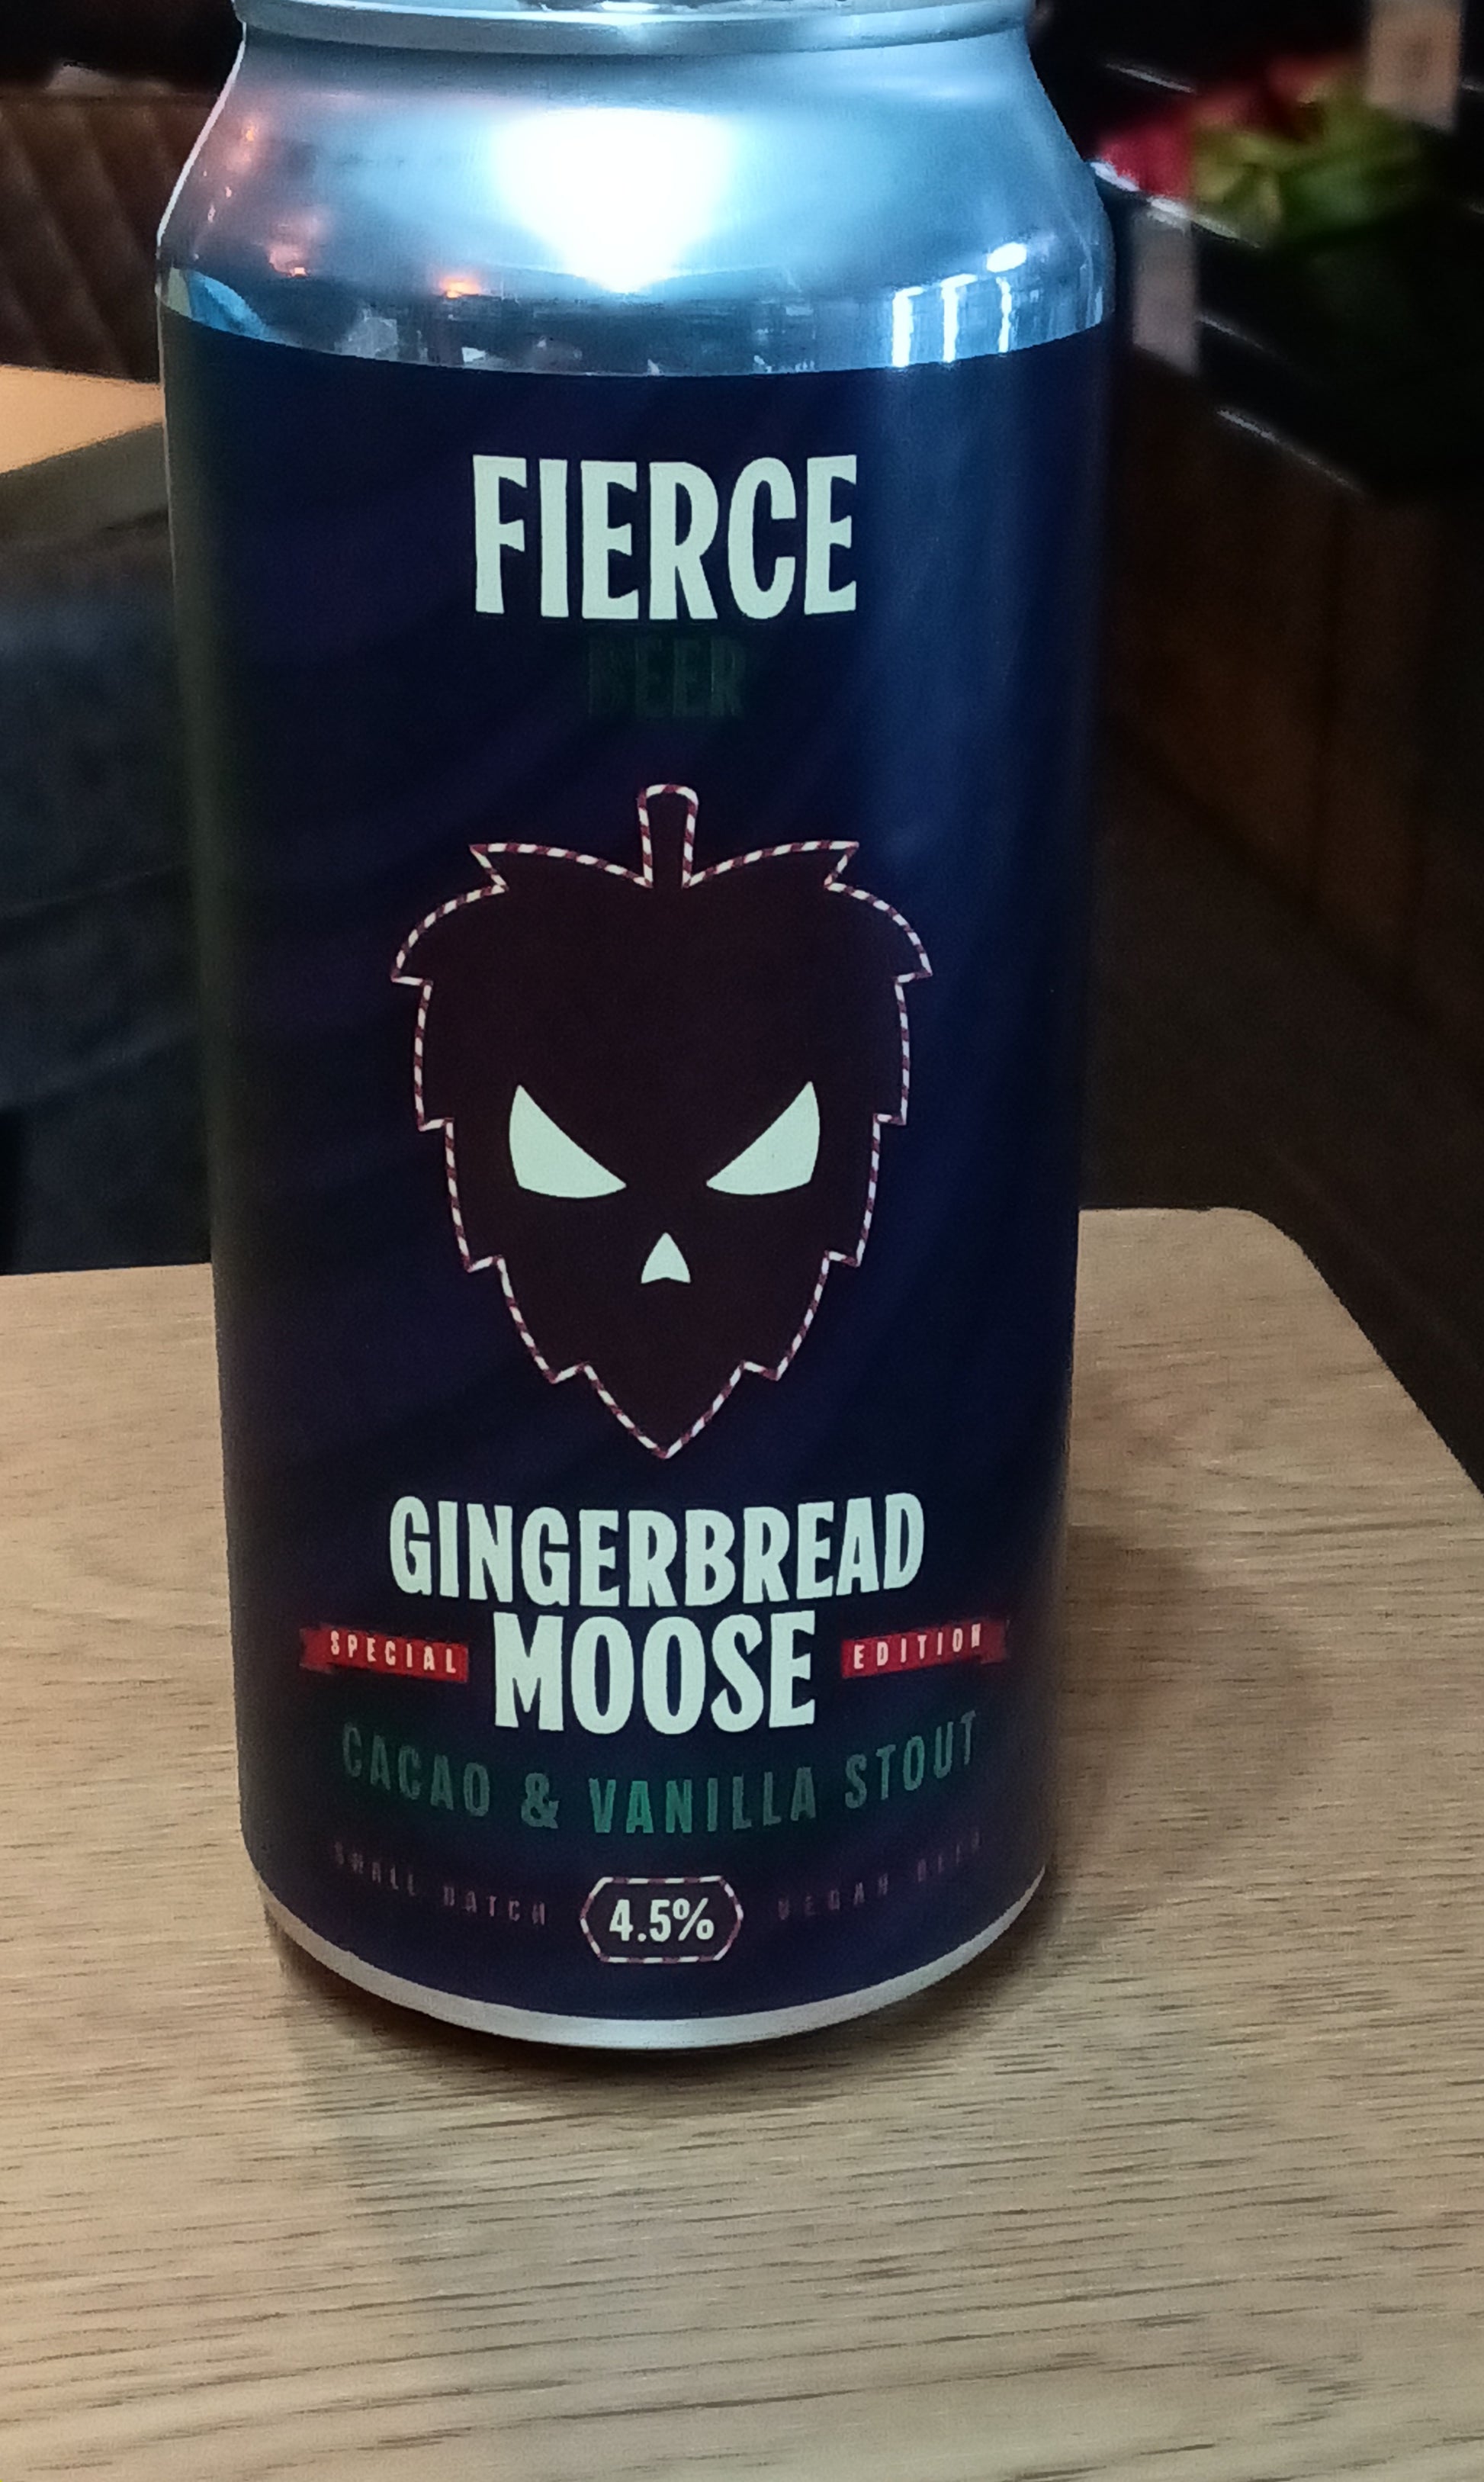 FIERCE
BEER
GINGERBREAD
SPECIAL MOOSE EDITION
CACAO & VANILLA STOUT
SMALL BATCH 4.5% VEGAN BEER